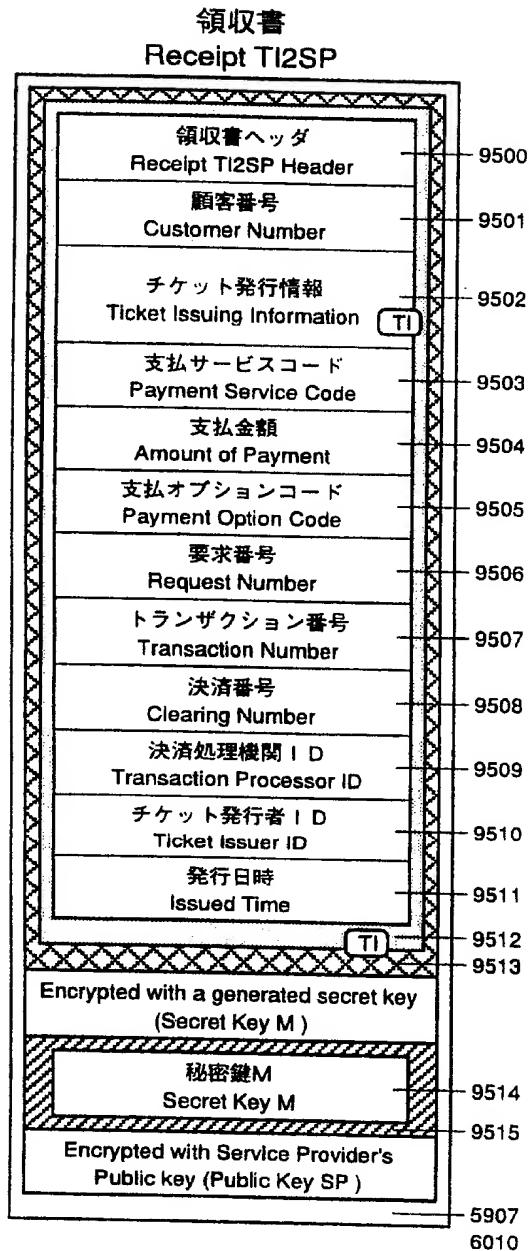 領収書
Receipt TI2SP
領収書ヘッダ
Receipt TI2SP Header
9500
顧客番号
Customer Number
9501
チケット発行情報
Ticket Issuing Information
TI
9502
支払サービスコード
Payment Service Code
9503
支払金額
Amount of Payment
9504
支払オプションコード
Payment Option Code
9505
要求番号
Request Number
9506
トランザクション番号
Transaction Number
9507
決済番号
Clearing Number
9508
決済処理機関ID
Transaction Processor ID
9509
チケット発行者ID
Ticket Issuer ID
9510
発行日時
Issued Time
9511
TI
9512
9513
Encrypted with a generated secret key
(Secret Key M )
秘密鍵M
Secret Key M
9514
9515
Encrypted with Service Provider's
Public key (Public Key SP )
5907
6010